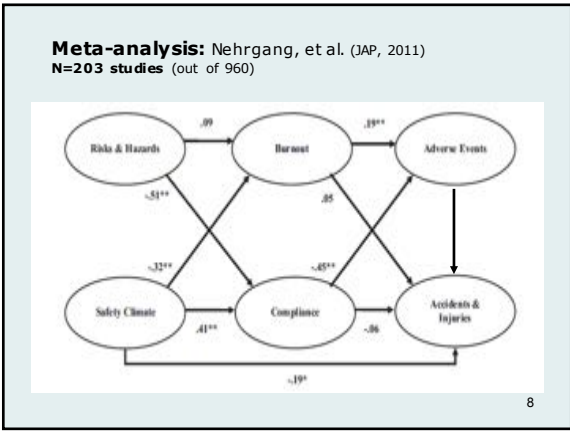 Meta-analysis: Nehrgang, et al. (JAP, 2011)
N=203 studies (out of 960)
.09
.19**
Risks & Hazards
Burnout
Adverse Events
-.51**
.05
-.32**
-.45**
Safety Climate
Compliance
Accidents &
Injuries
.41**
-.06
-.19*
8